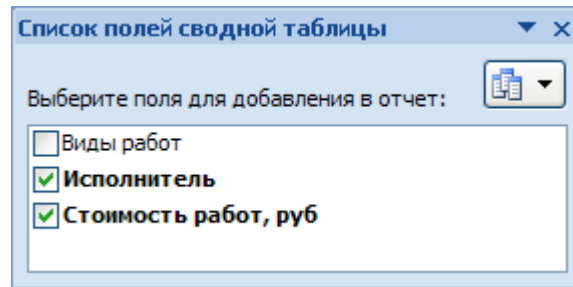 Список полей сводной таблицы
Выберите поля для добавления в отчет:
Виды работ
Исполнитель
Стоимость работ, руб